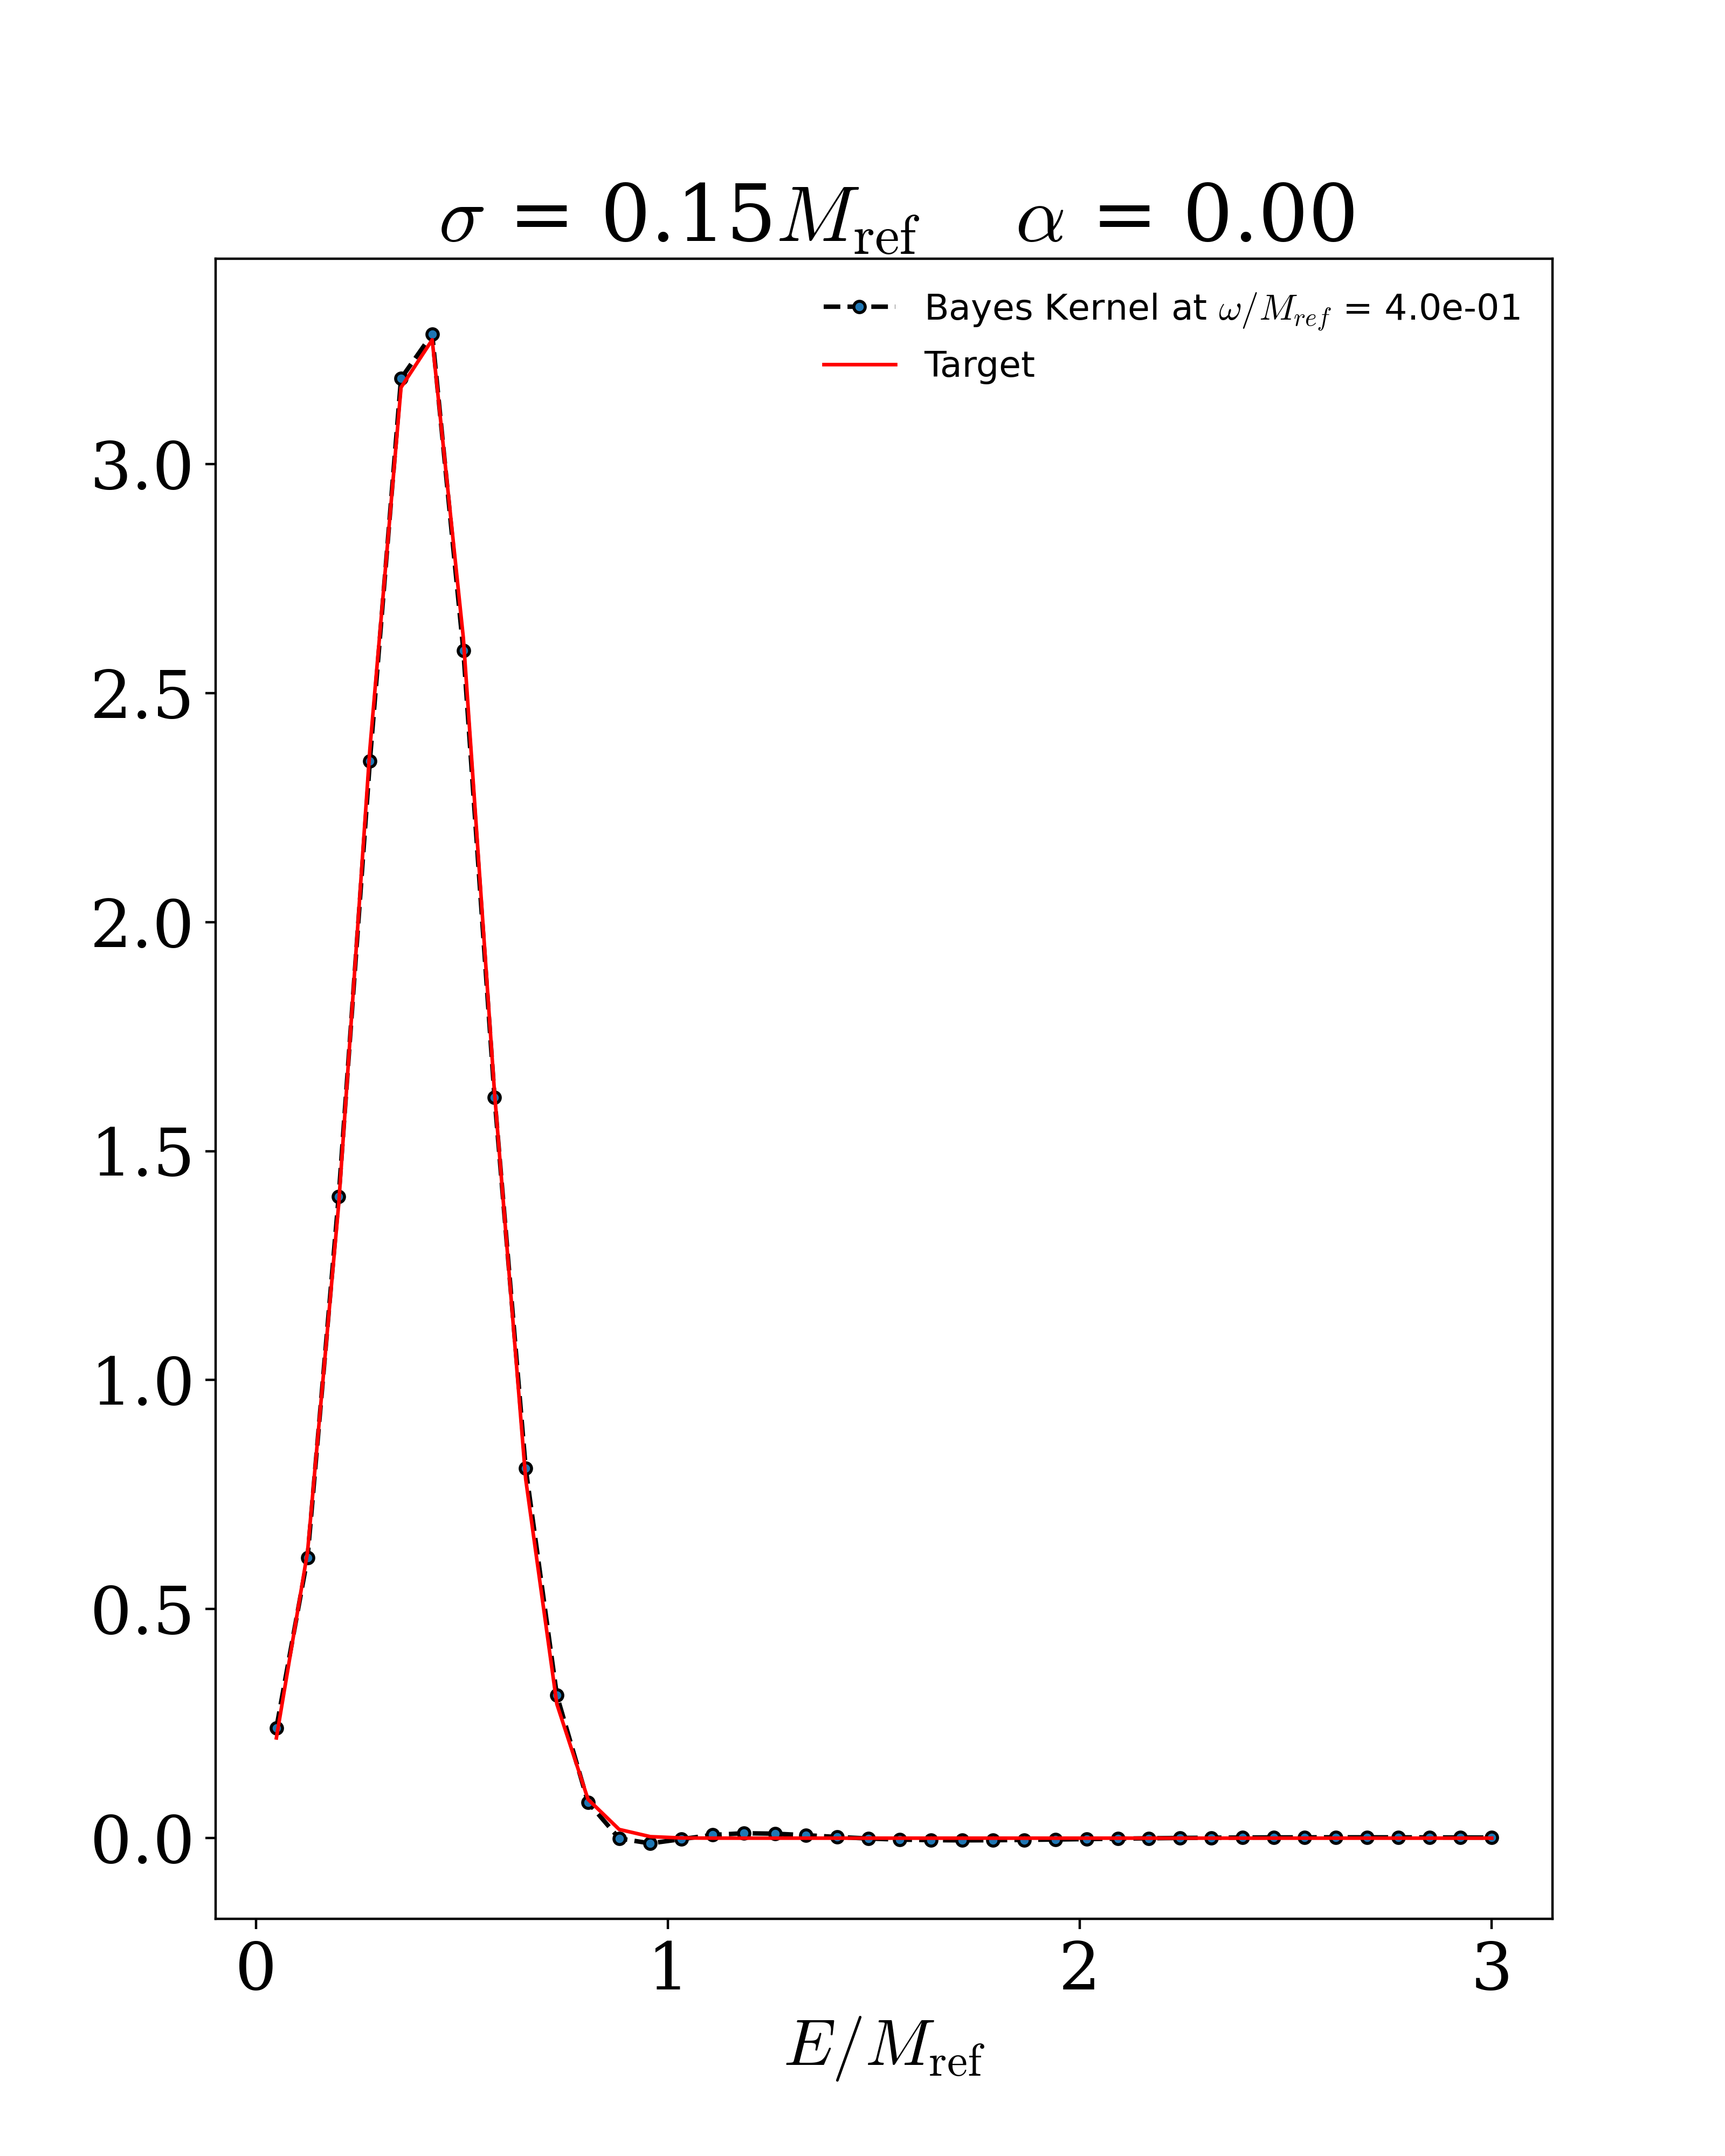 σ = 0.15M_ref α = 0.00
Bayes Kernel at ω/M_ref = 4.0e-01
Target
3.0
2.5
2.0
1.5
1.0
0.5
0.0
0 1 2 3
E/M_ref